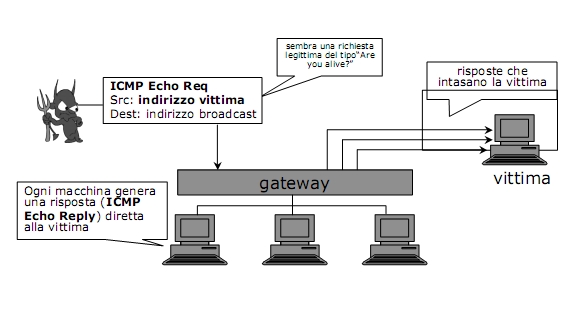 sembra una richiesta
legittima del tipo“Are
you alive?”
ICMP Echo Req
Src: indirizzo vittima
Dest: indirizzo broadcast
risposte che
intasano la vittima
vittima
gateway
Ogni macchina genera
una risposta (ICMP
Echo Reply) diretta
alla vittima